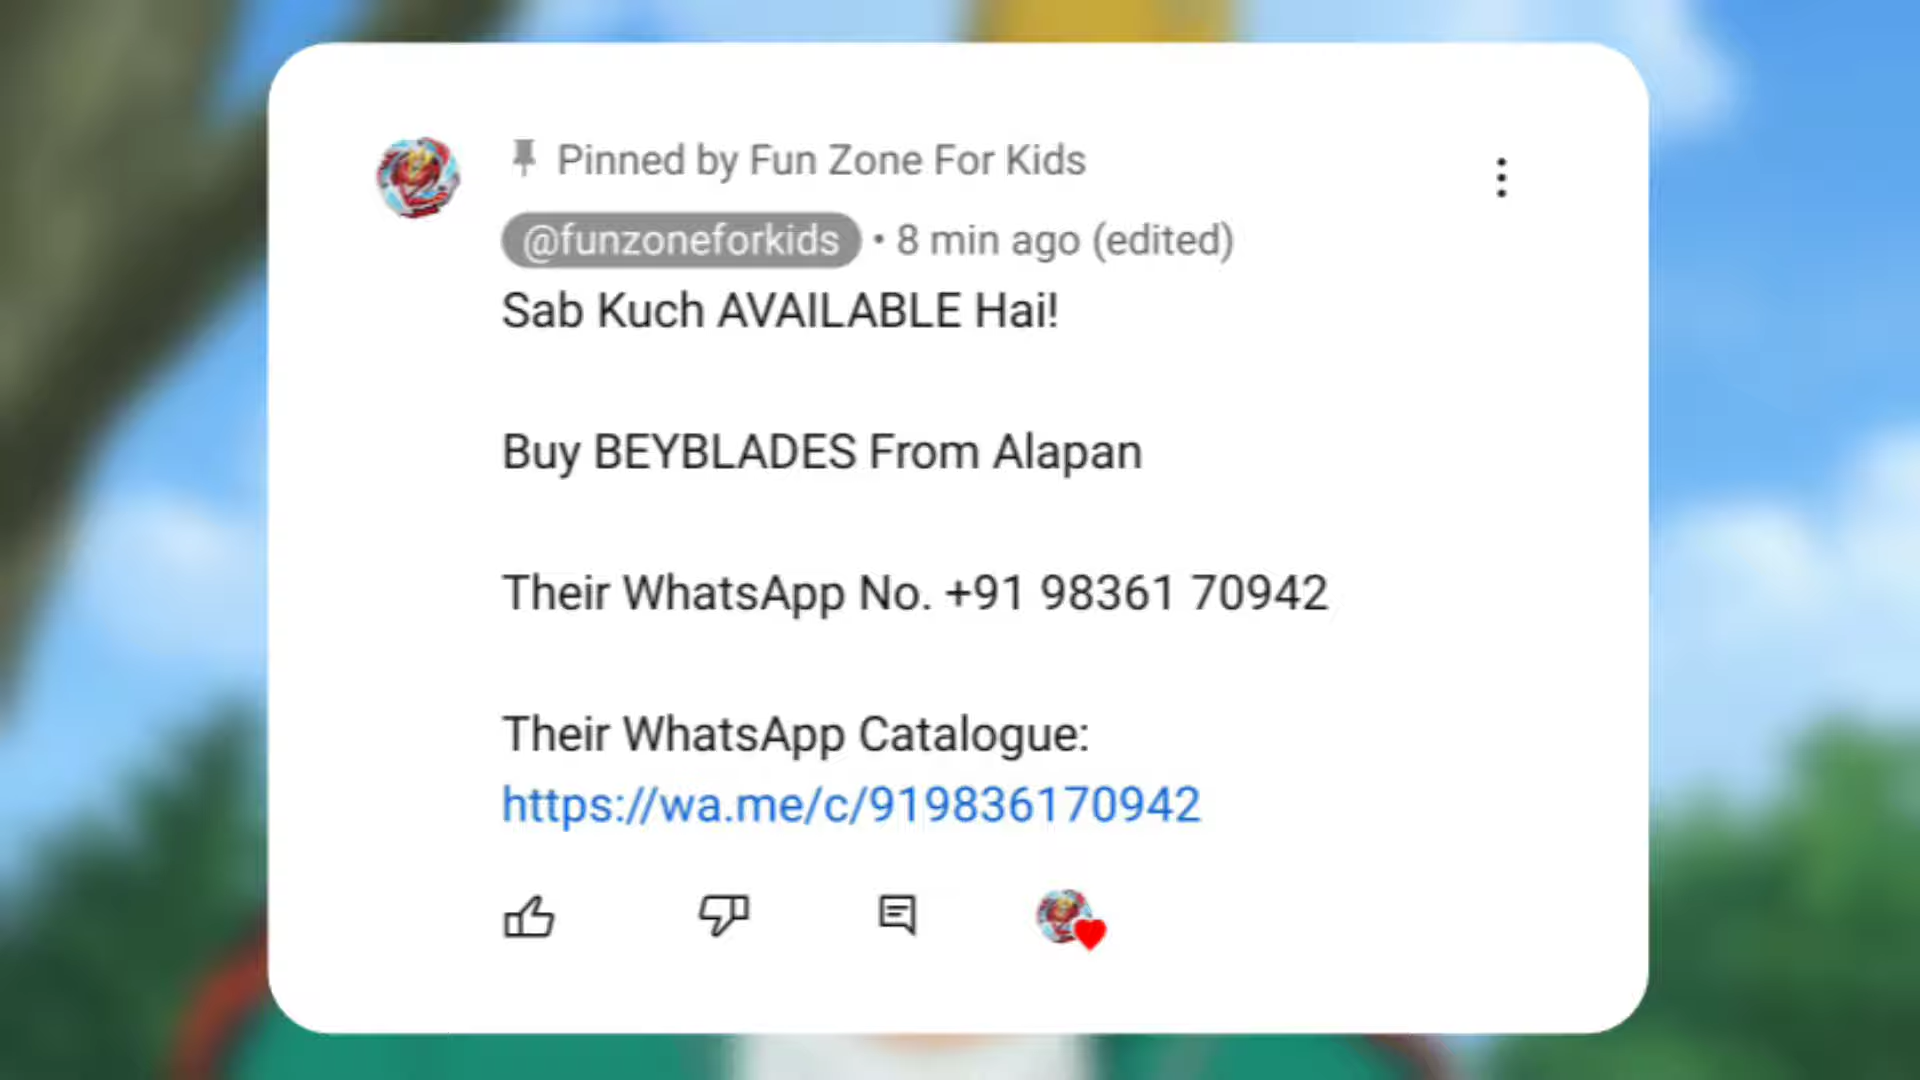 Pinned by Fun Zone For Kids
@funzoneforkids • 8 min ago (edited)
Sab Kuch AVAILABLE Hai!
Buy BEYBLADES From Alapan
Their WhatsApp No. +91 98361 70942
Their WhatsApp Catalogue:
https://wa.me/c/919836170942